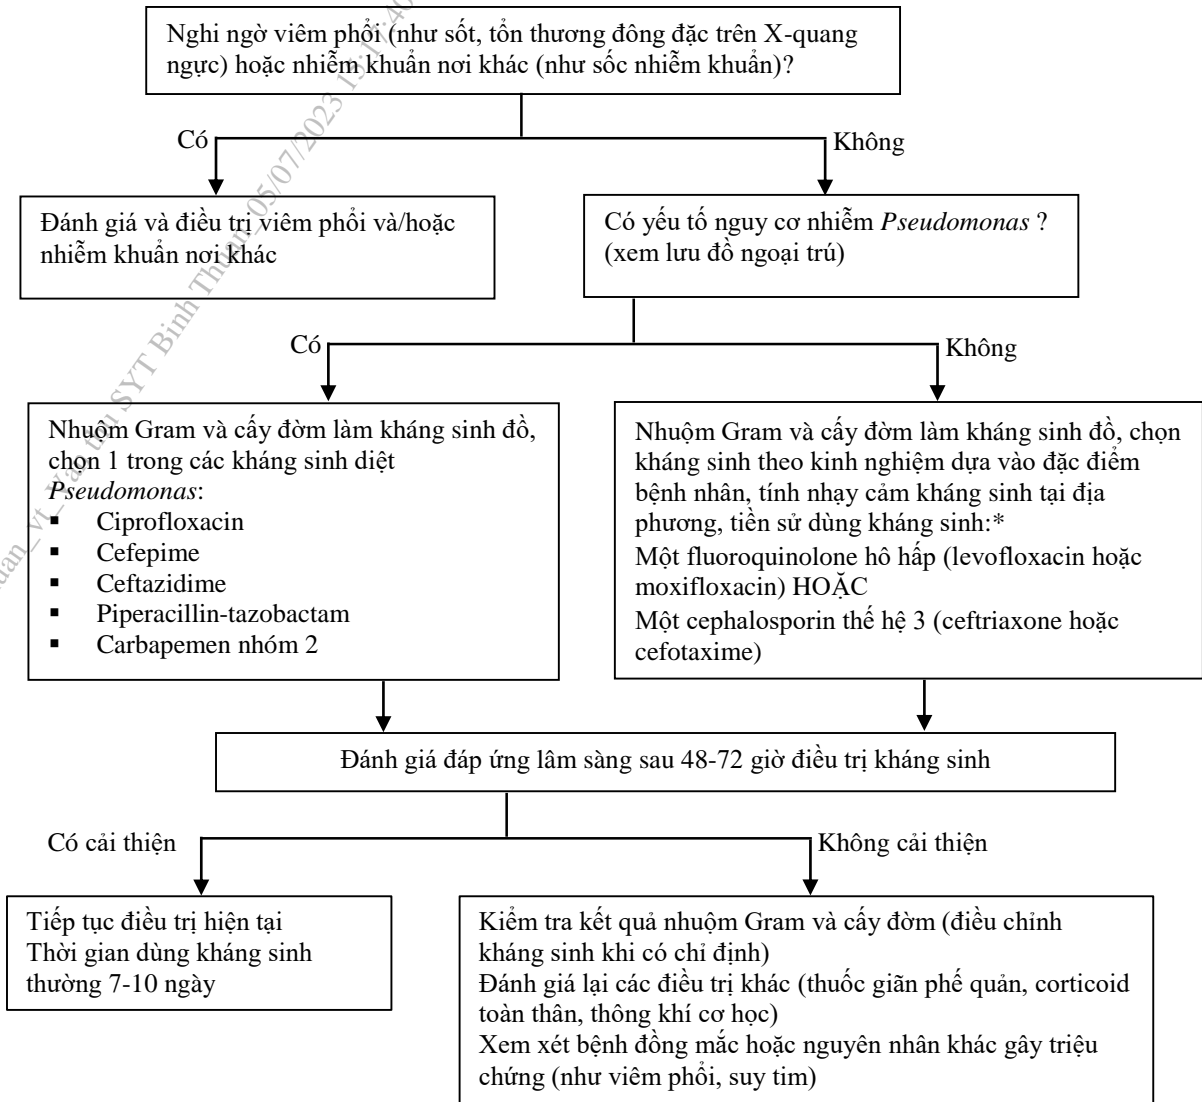 Nghi ngờ viêm phổi (như sốt, tổn thương đông đặc trên X-quang
ngực) hoặc nhiễm khuẩn nơi khác (như sốc nhiễm khuẩn)?
Có
Không
Đánh giá và điều trị viêm phổi và/hoặc
nhiễm khuẩn nơi khác
Có yếu tố nguy cơ nhiễm Pseudomonas ?
(xem lưu đồ ngoại trú)
Có
Không
Nhuôm Gram và cấy đờm làm kháng sinh đồ,
chọn 1 trong các kháng sinh diệt
Pseudomonas:
▪ Ciprofloxacin
▪ Cefepime
▪ Ceftazidime
▪ Piperacillin-tazobactam
▪ Carbapemen nhóm 2
Nhuộm Gram và cấy đờm làm kháng sinh đồ, chọn
kháng sinh theo kinh nghiệm dựa vào đặc điểm
bệnh nhân, tính nhạy cảm kháng sinh tại địa
phương, tiền sử dùng kháng sinh:*
Một fluoroquinolone hô hấp (levofloxacin hoặc
moxifloxacin) HOẶC
Một cephalosporin thế hệ 3 (ceftriaxone hoặc
cefotaxime)
Đánh giá đáp ứng lâm sàng sau 48-72 giờ điều trị kháng sinh
Có cải thiện
Không cải thiện
Tiếp tục điều trị hiện tại
Thời gian dùng kháng sinh
thường 7-10 ngày
Kiểm tra kết quả nhuộm Gram và cấy đờm (điều chỉnh
kháng sinh khi có chỉ định)
Đánh giá lại các điều trị khác (thuốc giãn phế quản, corticoid
toàn thân, thông khí cơ học)
Xem xét bệnh đồng mắc hoặc nguyên nhân khác gây triệu
chứng (như viêm phổi, suy tim)
SYT Binh Thuan_05/07/2023